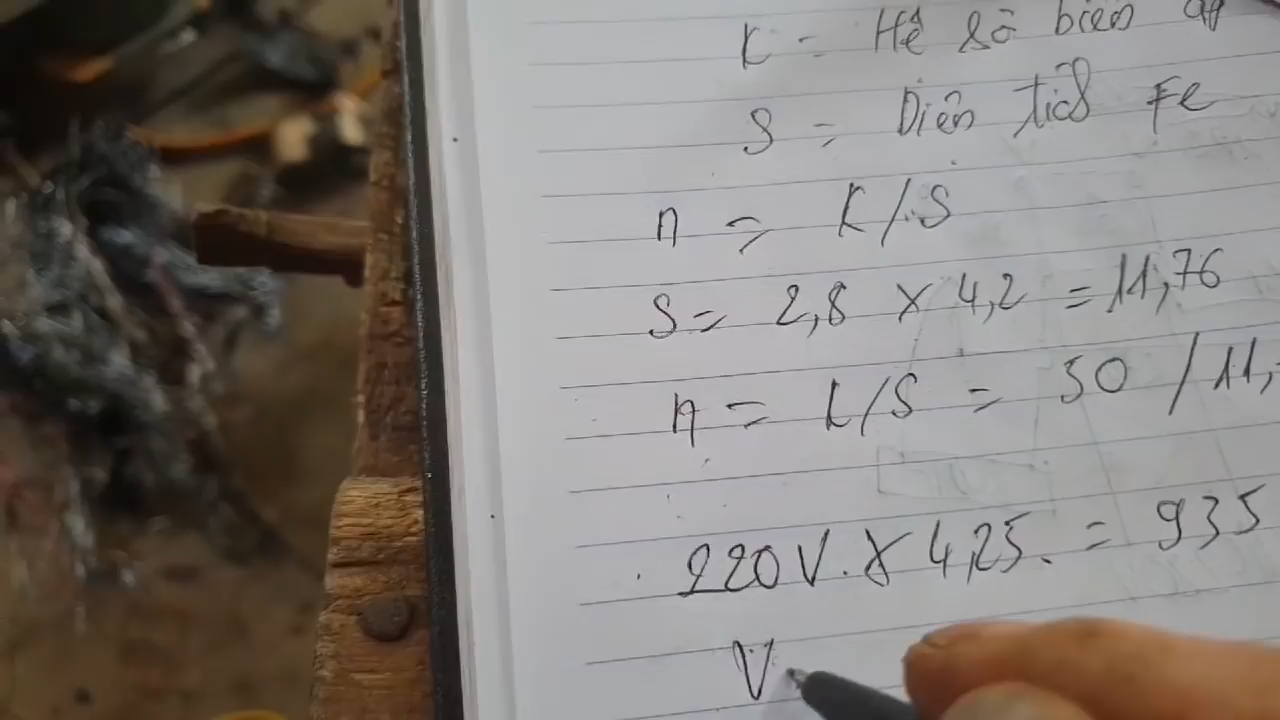 K = Hệ số biến áp
S = Diện tích Fe
n = K/S
S = 2,8 x 4,2 = 11,76
n = K/S = 50 / 11,
220V. x 4,25. = 935
V